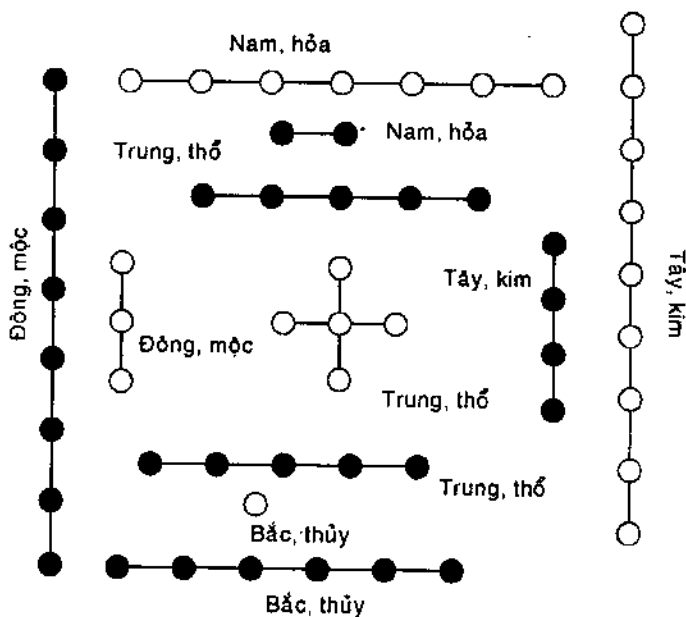 Nam, hỏa
Nam, hỏa
Trung, thổ
Đông, mộc
Tây, kim
Tây, kim
Đông, mộc
Trung, thổ
Trung, thổ
Bắc, thủy
Bắc, thủy